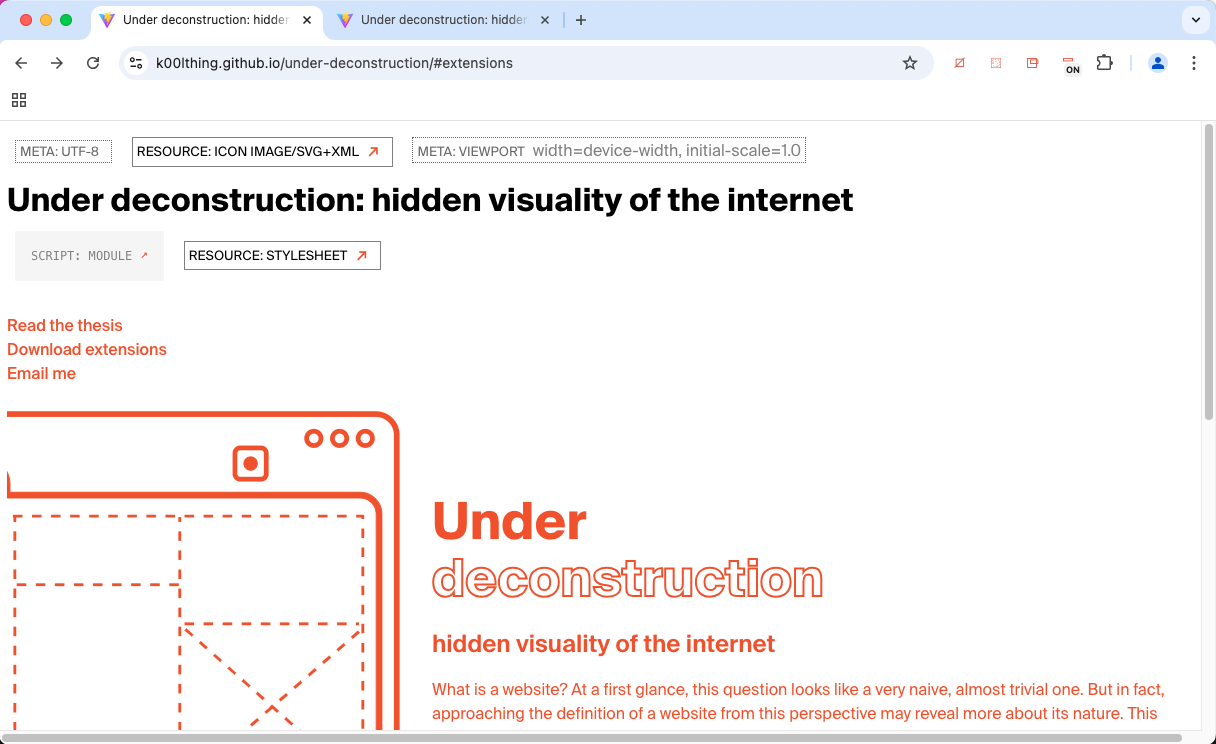 Under deconstruction: hidden
Under deconstruction: hidden
k00lthing.github.io/under-deconstruction/#extensions
ON
META: UTF-8
RESOURCE: ICON IMAGE/SVG+XML
META: VIEWPORT width=device-width, initial-scale=1.0
Under deconstruction: hidden visuality of the internet
SCRIPT: MODULE
RESOURCE: STYLESHEET
Read the thesis
Download extensions
Email me
Under
deconstruction
hidden visuality of the internet
What is a website? At a first glance, this question looks like a very naive, almost trivial one. But in fact,
approaching the definition of a website from this perspective may reveal more about its nature. This